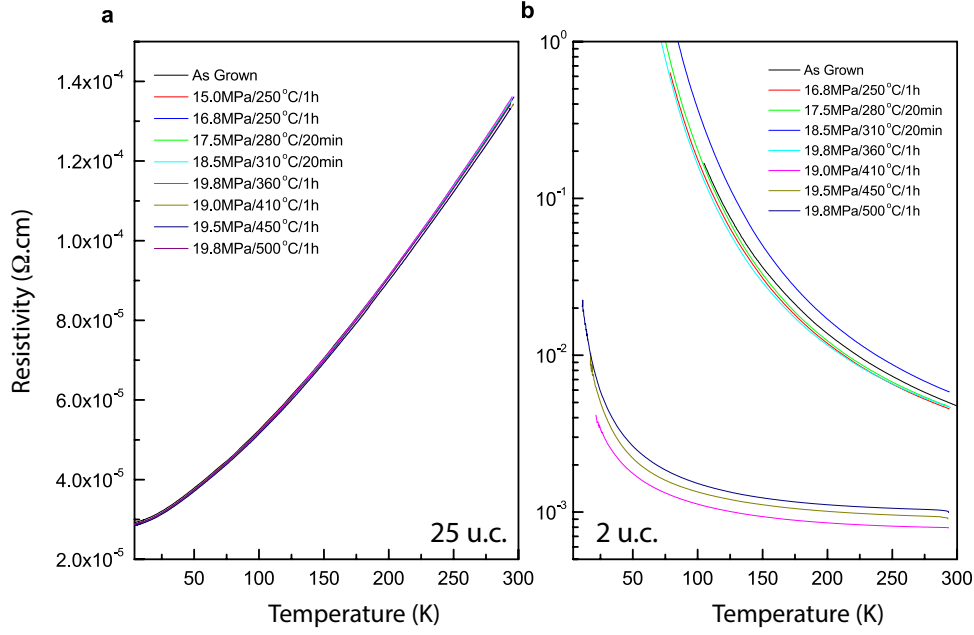 a
b
Resistivity (Ω.cm)
1.4x10⁻⁴
1.2x10⁻⁴
1.0x10⁻⁴
8.0x10⁻⁵
6.0x10⁻⁵
4.0x10⁻⁵
2.0x10⁻⁵
As Grown
15.0MPa/250°C/1h
16.8MPa/250°C/1h
17.5MPa/280°C/20min
18.5MPa/310°C/20min
19.8MPa/360°C/1h
19.0MPa/410°C/1h
19.5MPa/450°C/1h
19.8MPa/500°C/1h
25 u.c.
50 100 150 200 250 300
Temperature (K)
10⁰
10⁻¹
10⁻²
10⁻³
As Grown
16.8MPa/250°C/1h
17.5MPa/280°C/20min
18.5MPa/310°C/20min
19.8MPa/360°C/1h
19.0MPa/410°C/1h
19.5MPa/450°C/1h
19.8MPa/500°C/1h
2 u.c.
50 100 150 200 250 300
Temperature (K)